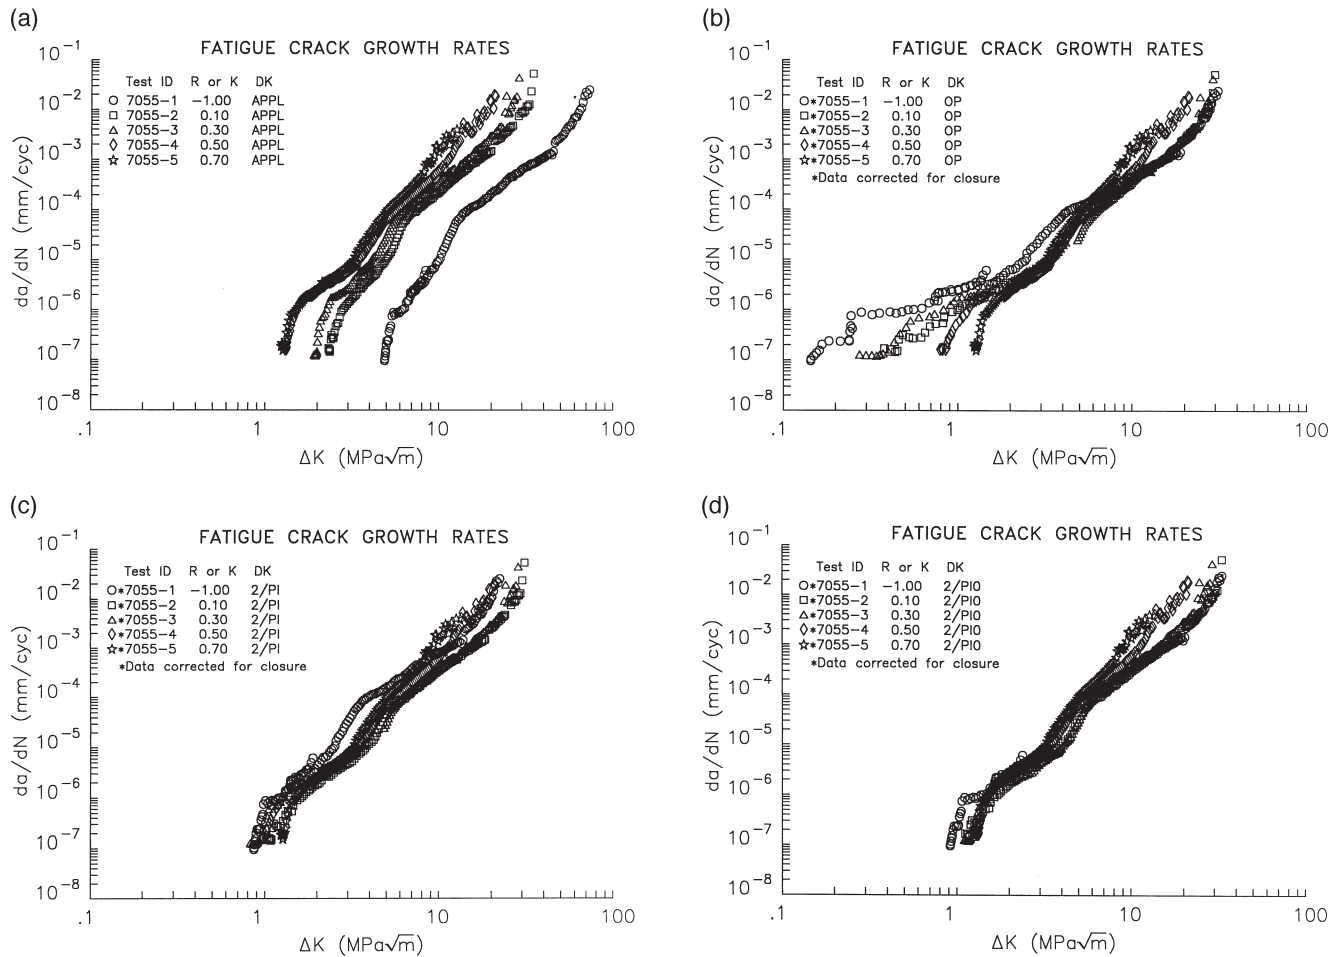 (a)
FATIGUE CRACK GROWTH RATES
Test ID R or K DK
7055-1 -1.00 APPL
7055-2 0.10 APPL
7055-3 0.30 APPL
7055-4 0.50 APPL
7055-5 0.70 APPL
da/dN (mm/cyc)
10⁻¹
10⁻²
10⁻³
10⁻⁴
10⁻⁵
10⁻⁶
10⁻⁷
10⁻⁸
.1 1 10 100
ΔK (MPa√m)
(b)
FATIGUE CRACK GROWTH RATES
Test ID R or K DK
*7055-1 -1.00 OP
*7055-2 0.10 OP
*7055-3 0.30 OP
*7055-4 0.50 OP
*7055-5 0.70 OP
*Data corrected for closure
da/dN (mm/cyc)
10⁻¹
10⁻²
10⁻³
10⁻⁴
10⁻⁵
10⁻⁶
10⁻⁷
10⁻⁸
.1 1 10 100
ΔK (MPa√m)
(c)
FATIGUE CRACK GROWTH RATES
Test ID R or K DK
*7055-1 -1.00 2/PI
*7055-2 0.10 2/PI
*7055-3 0.30 2/PI
*7055-4 0.50 2/PI
*7055-5 0.70 2/PI
*Data corrected for closure
da/dN (mm/cyc)
10⁻¹
10⁻²
10⁻³
10⁻⁴
10⁻⁵
10⁻⁶
10⁻⁷
10⁻⁸
.1 1 10 100
ΔK (MPa√m)
(d)
FATIGUE CRACK GROWTH RATES
Test ID R or K DK
*7055-1 -1.00 2/PI0
*7055-2 0.10 2/PI0
*7055-3 0.30 2/PI0
*7055-4 0.50 2/PI0
*7055-5 0.70 2/PI0
*Data corrected for closure
da/dN (mm/cyc)
10⁻¹
10⁻²
10⁻³
10⁻⁴
10⁻⁵
10⁻⁶
10⁻⁷
10⁻⁸
.1 1 10 100
ΔK (MPa√m)